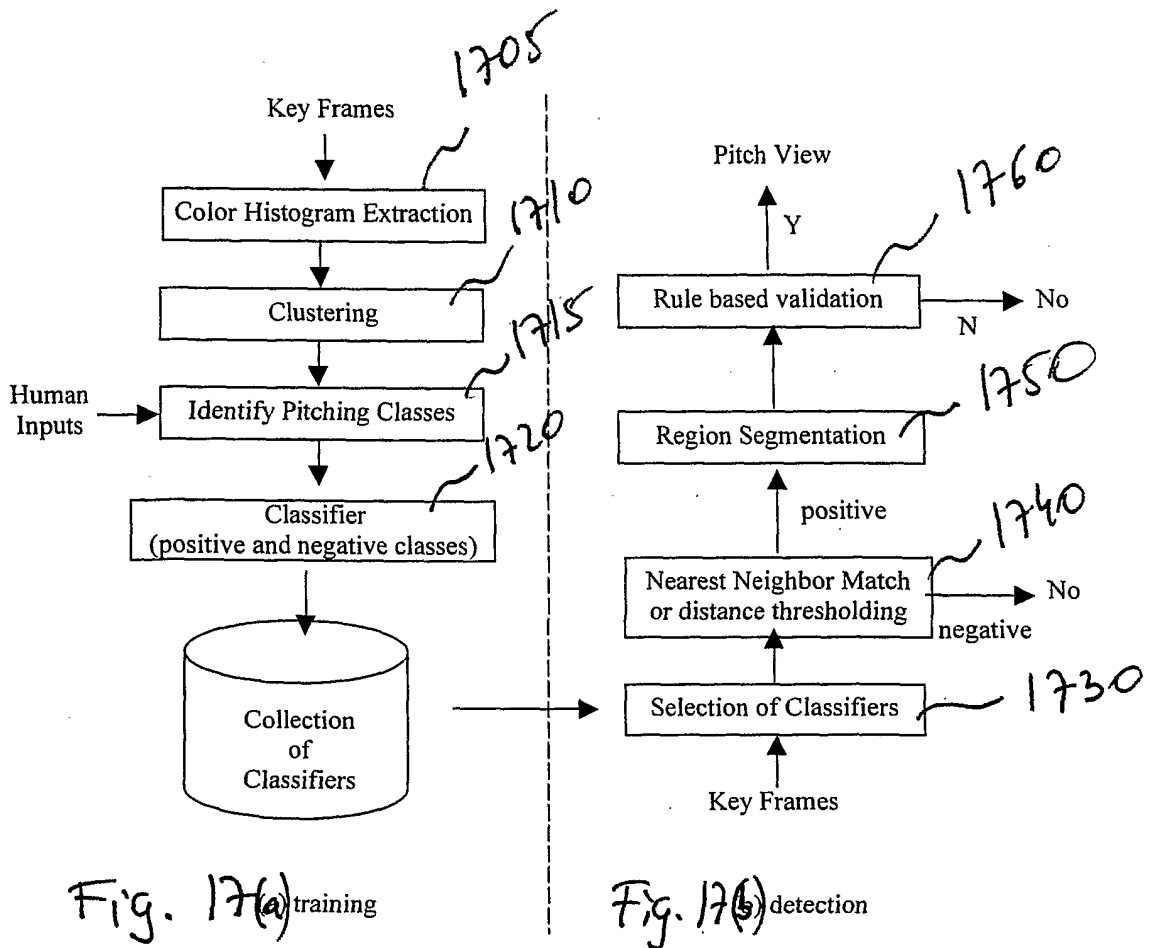 1705
Key Frames
Color Histogram Extraction
1710
Clustering
1715
Human
Inputs
Identify Pitching Classes
1720
Classifier
(positive and negative classes)
Collection
of
Classifiers
Fig. 17(a) training
Pitch View
1760
Y
Rule based validation
No
N
1750
Region Segmentation
positive
1740
Nearest Neighbor Match
or distance thresholding
No
negative
Selection of Classifiers
1730
Key Frames
Fig. 17(b) detection